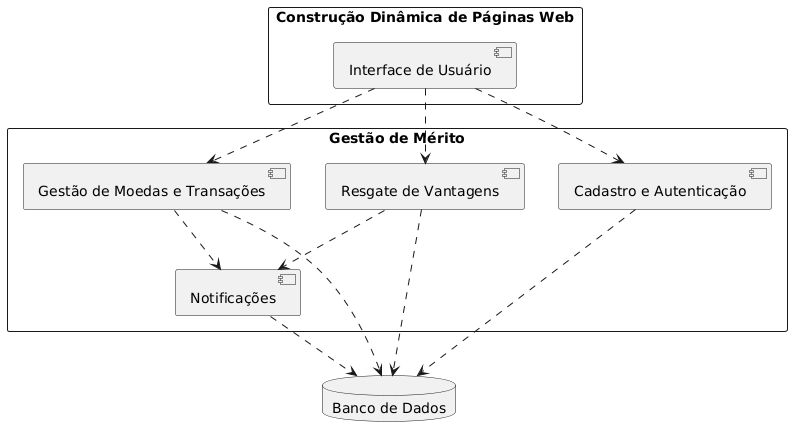 Construção Dinâmica de Páginas Web
Interface de Usuário
Gestão de Mérito
Gestão de Moedas e Transações
Resgate de Vantagens
Cadastro e Autenticação
Notificações
Banco de Dados